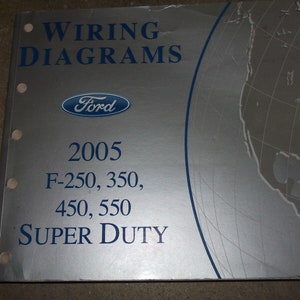 WIRING
DIAGRAMS
Ford
2005
F-250, 350,
450, 550
SUPER DUTY